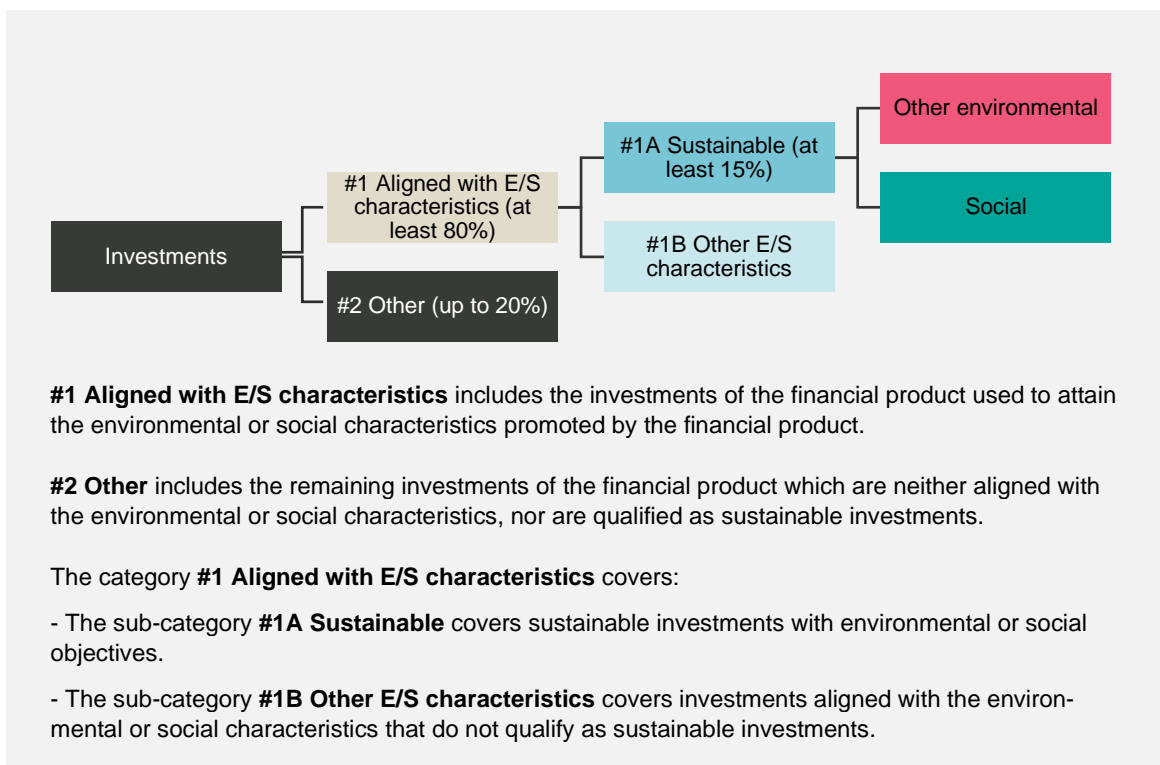 Other environmental
#1A Sustainable (at
least 15%)
#1 Aligned with E/S
characteristics (at
least 80%)
Social
Investments
#1B Other E/S
characteristics
#2 Other (up to 20%)
#1 Aligned with E/S characteristics includes the investments of the financial product used to attain
the environmental or social characteristics promoted by the financial product.
#2 Other includes the remaining investments of the financial product which are neither aligned with
the environmental or social characteristics, nor are qualified as sustainable investments.
The category #1 Aligned with E/S characteristics covers:
- The sub-category #1A Sustainable covers sustainable investments with environmental or social
objectives.
- The sub-category #1B Other E/S characteristics covers investments aligned with the environ-
mental or social characteristics that do not qualify as sustainable investments.